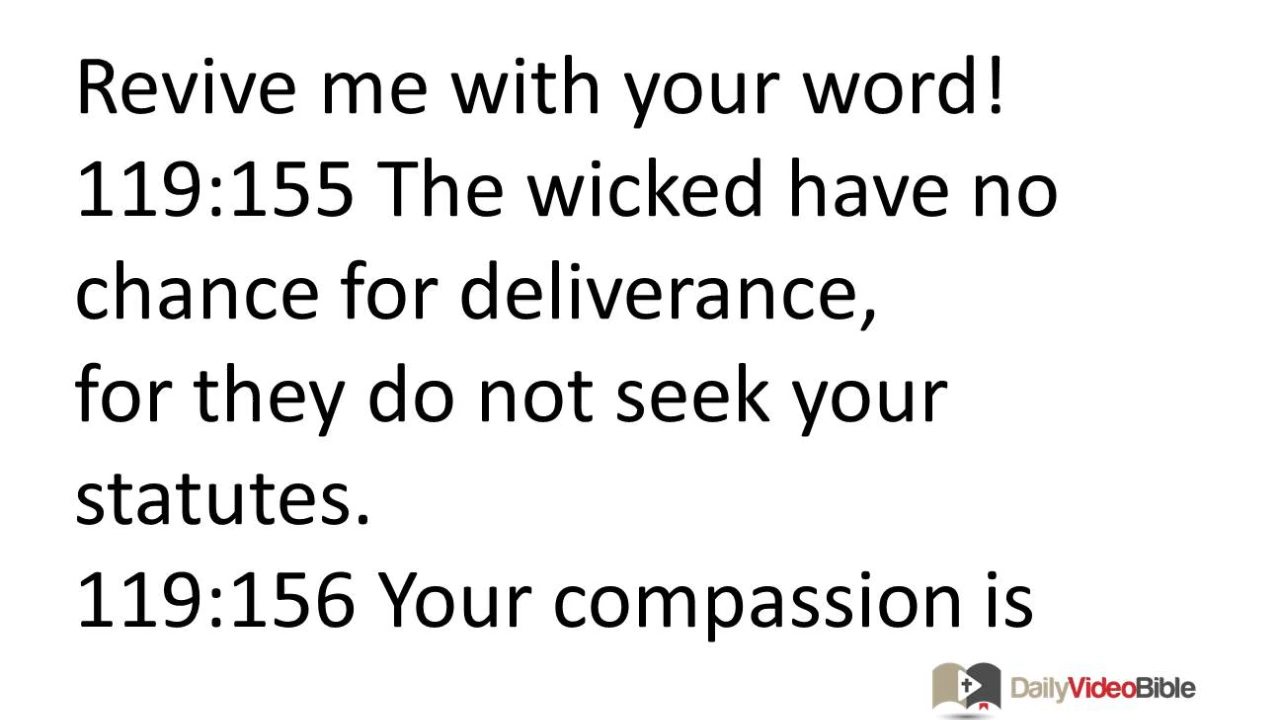 Revive me with your word!
119:155 The wicked have no
chance for deliverance,
for they do not seek your
statutes.
119:156 Your compassion is
DailyVideoBible